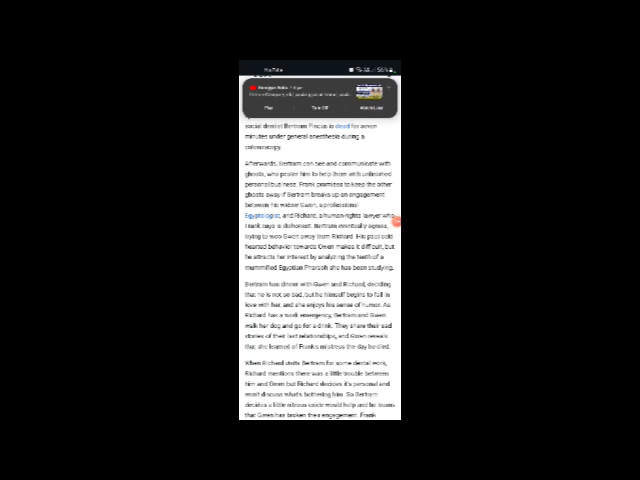 YouTube
56%
Play
Turn Off
social dentist Bertram Pincus is dead for seven
minutes under general anesthesia during a
colonoscopy.
Afterwards, Bertram can see and communicate with
ghosts, who pester him to help them with unfinished
personal business. Frank promises to keep the other
ghosts away if Bertram breaks up an engagement
between his widow Gwen, a professional
Egyptologist, and Richard, a human-rights lawyer who
Frank says is dishonest. Bertram eventually agrees,
trying to woo Gwen away from Richard. His past cold
hearted behavior towards Gwen makes it difficult, but
he attracts her interest by analyzing the teeth of a
mummified Egyptian Pharaoh she has been studying.
Bertram has dinner with Gwen and Richard, deciding
that he is not so bad, but he himself begins to fall in
love with her, and she enjoys his sense of humor. As
Richard has a work emergency, Bertram and Gwen
walk her dog and go for a drink. They share their sad
stories of their last relationships, and Gwen reveals
that she learned of Frank's mistress the day he died.
When Richard visits Bertram for some dental work,
Richard mentions there was a little trouble between
him and Gwen but Richard decides it's personal and
won't discuss what's bothering him. So Bertram
decides a little nitrous oxide would help and he learns
that Gwen has broken their engagement. Frank